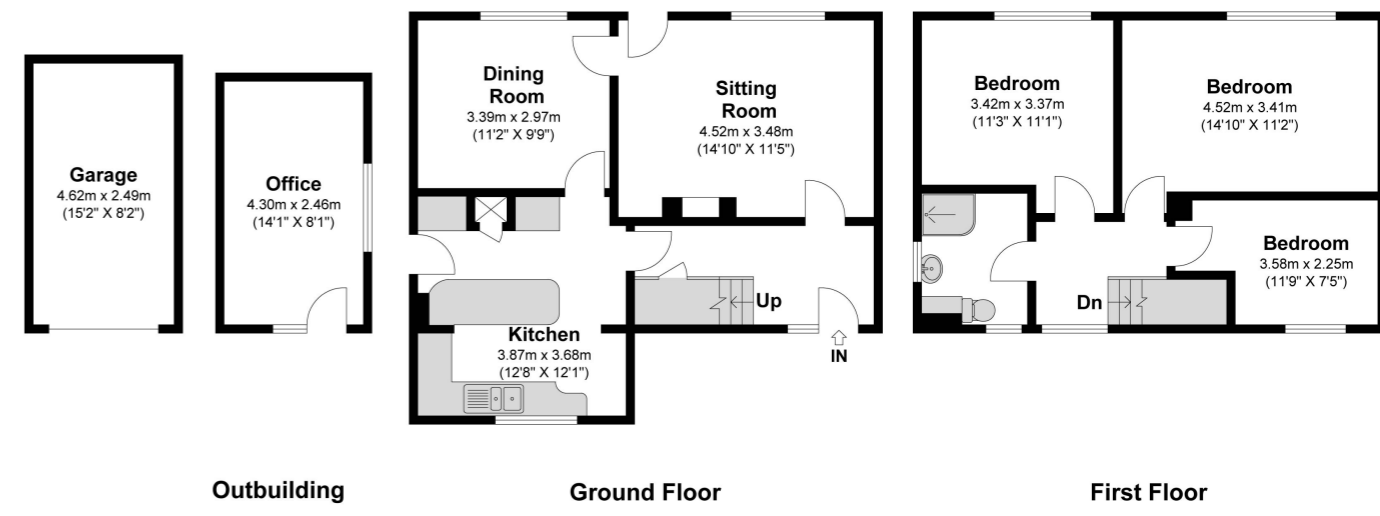 Garage
4.62m x 2.49m
(15'2" X 8'2")
Office
4.30m x 2.46m
(14'1" X 8'1")
Outbuilding
Dining
Room
3.39m x 2.97m
(11'2" X 9'9")
Sitting
Room
4.52m x 3.48m
(14'10" X 11'5")
Up
IN
Kitchen
3.87m x 3.68m
(12'8" X 12'1")
Ground Floor
Bedroom
3.42m x 3.37m
(11'3" X 11'1")
Bedroom
4.52m x 3.41m
(14'10" X 11'2")
Bedroom
3.58m x 2.25m
(11'9" X 7'5")
Dn
First Floor